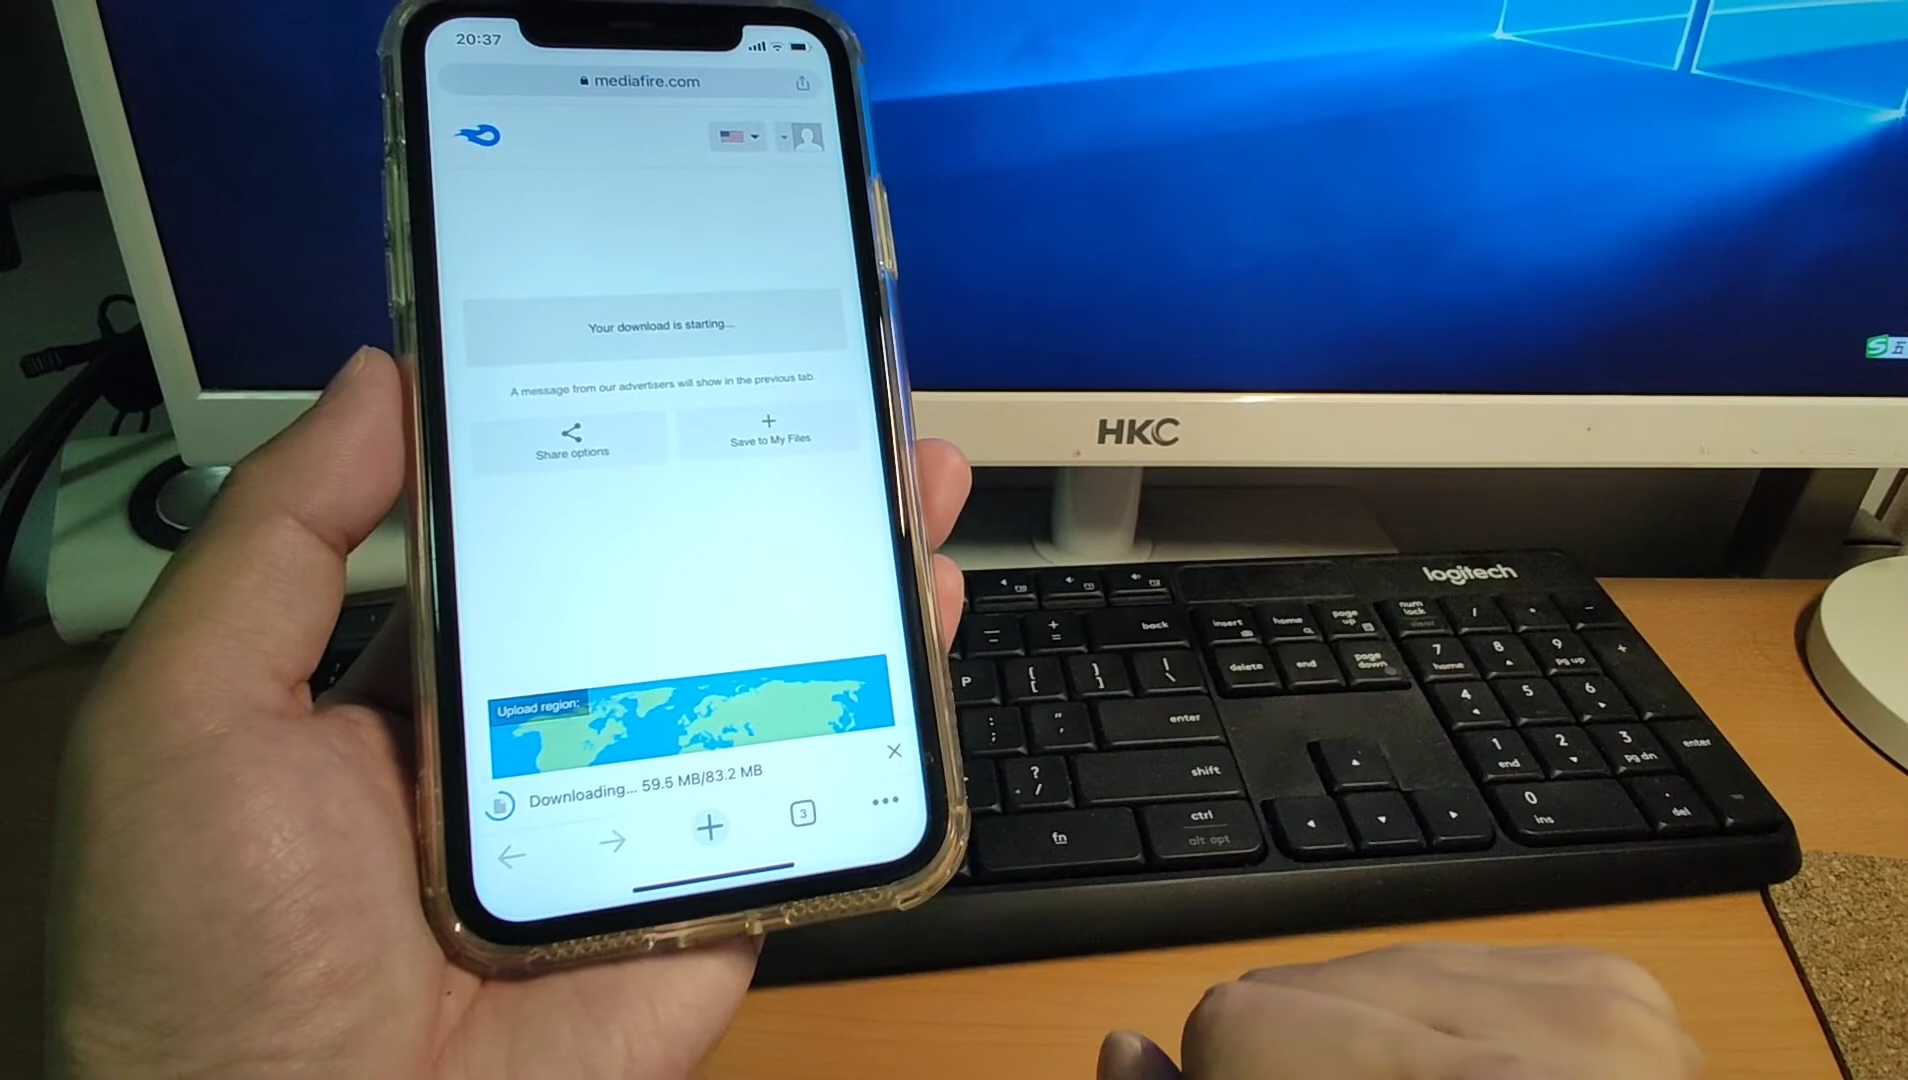 20:37
mediafire.com
Your download is starting...
A message from our advertisers will show in the previous tab.
Share options
Save to My Files
Upload region:
Downloading... 59.5 MB/83.2 MB
3
HKC
五
logitech
back
insert
home
page up
num lock
clear
/
*
-
+
=
P
{
[
}
]
|
\
delete
end
page down
7
home
8
9
pg up
+
:
;
"
'
enter
4
5
6
?
/
.
shift
1
end
2
3
pg dn
enter
fn
ctrl
alt opt
0
ins
.
del